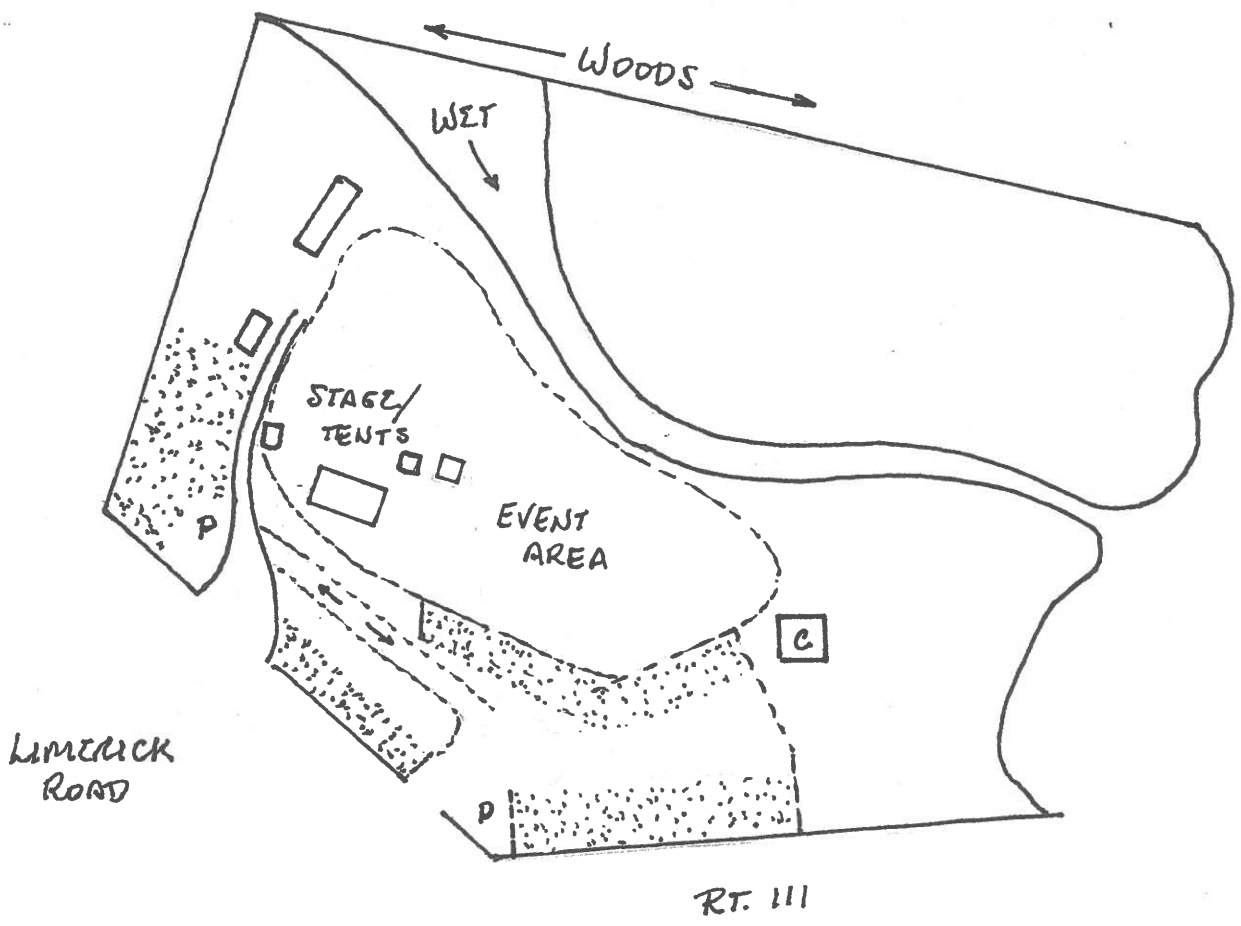 WOODS
WET
STAGE/
TENTS
EVENT
AREA
P
C
LIMERICK
ROAD
P
RT. 111